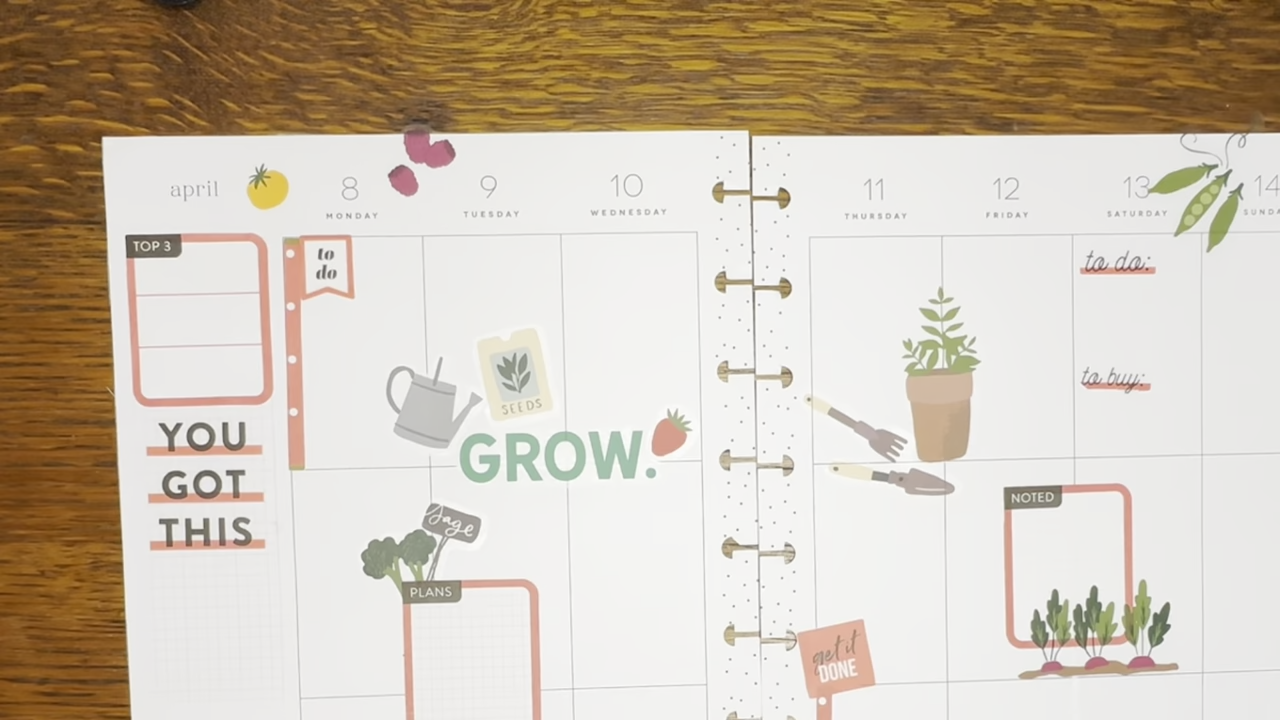 april
8
MONDAY
9
TUESDAY
10
WEDNESDAY
11
THURSDAY
12
FRIDAY
13
SATURDAY
14
TOP 3
to
do
YOU
GOT
THIS
SEEDS
GROW.
Sage
PLANS
to do:
to buy:
NOTED
get it
DONE